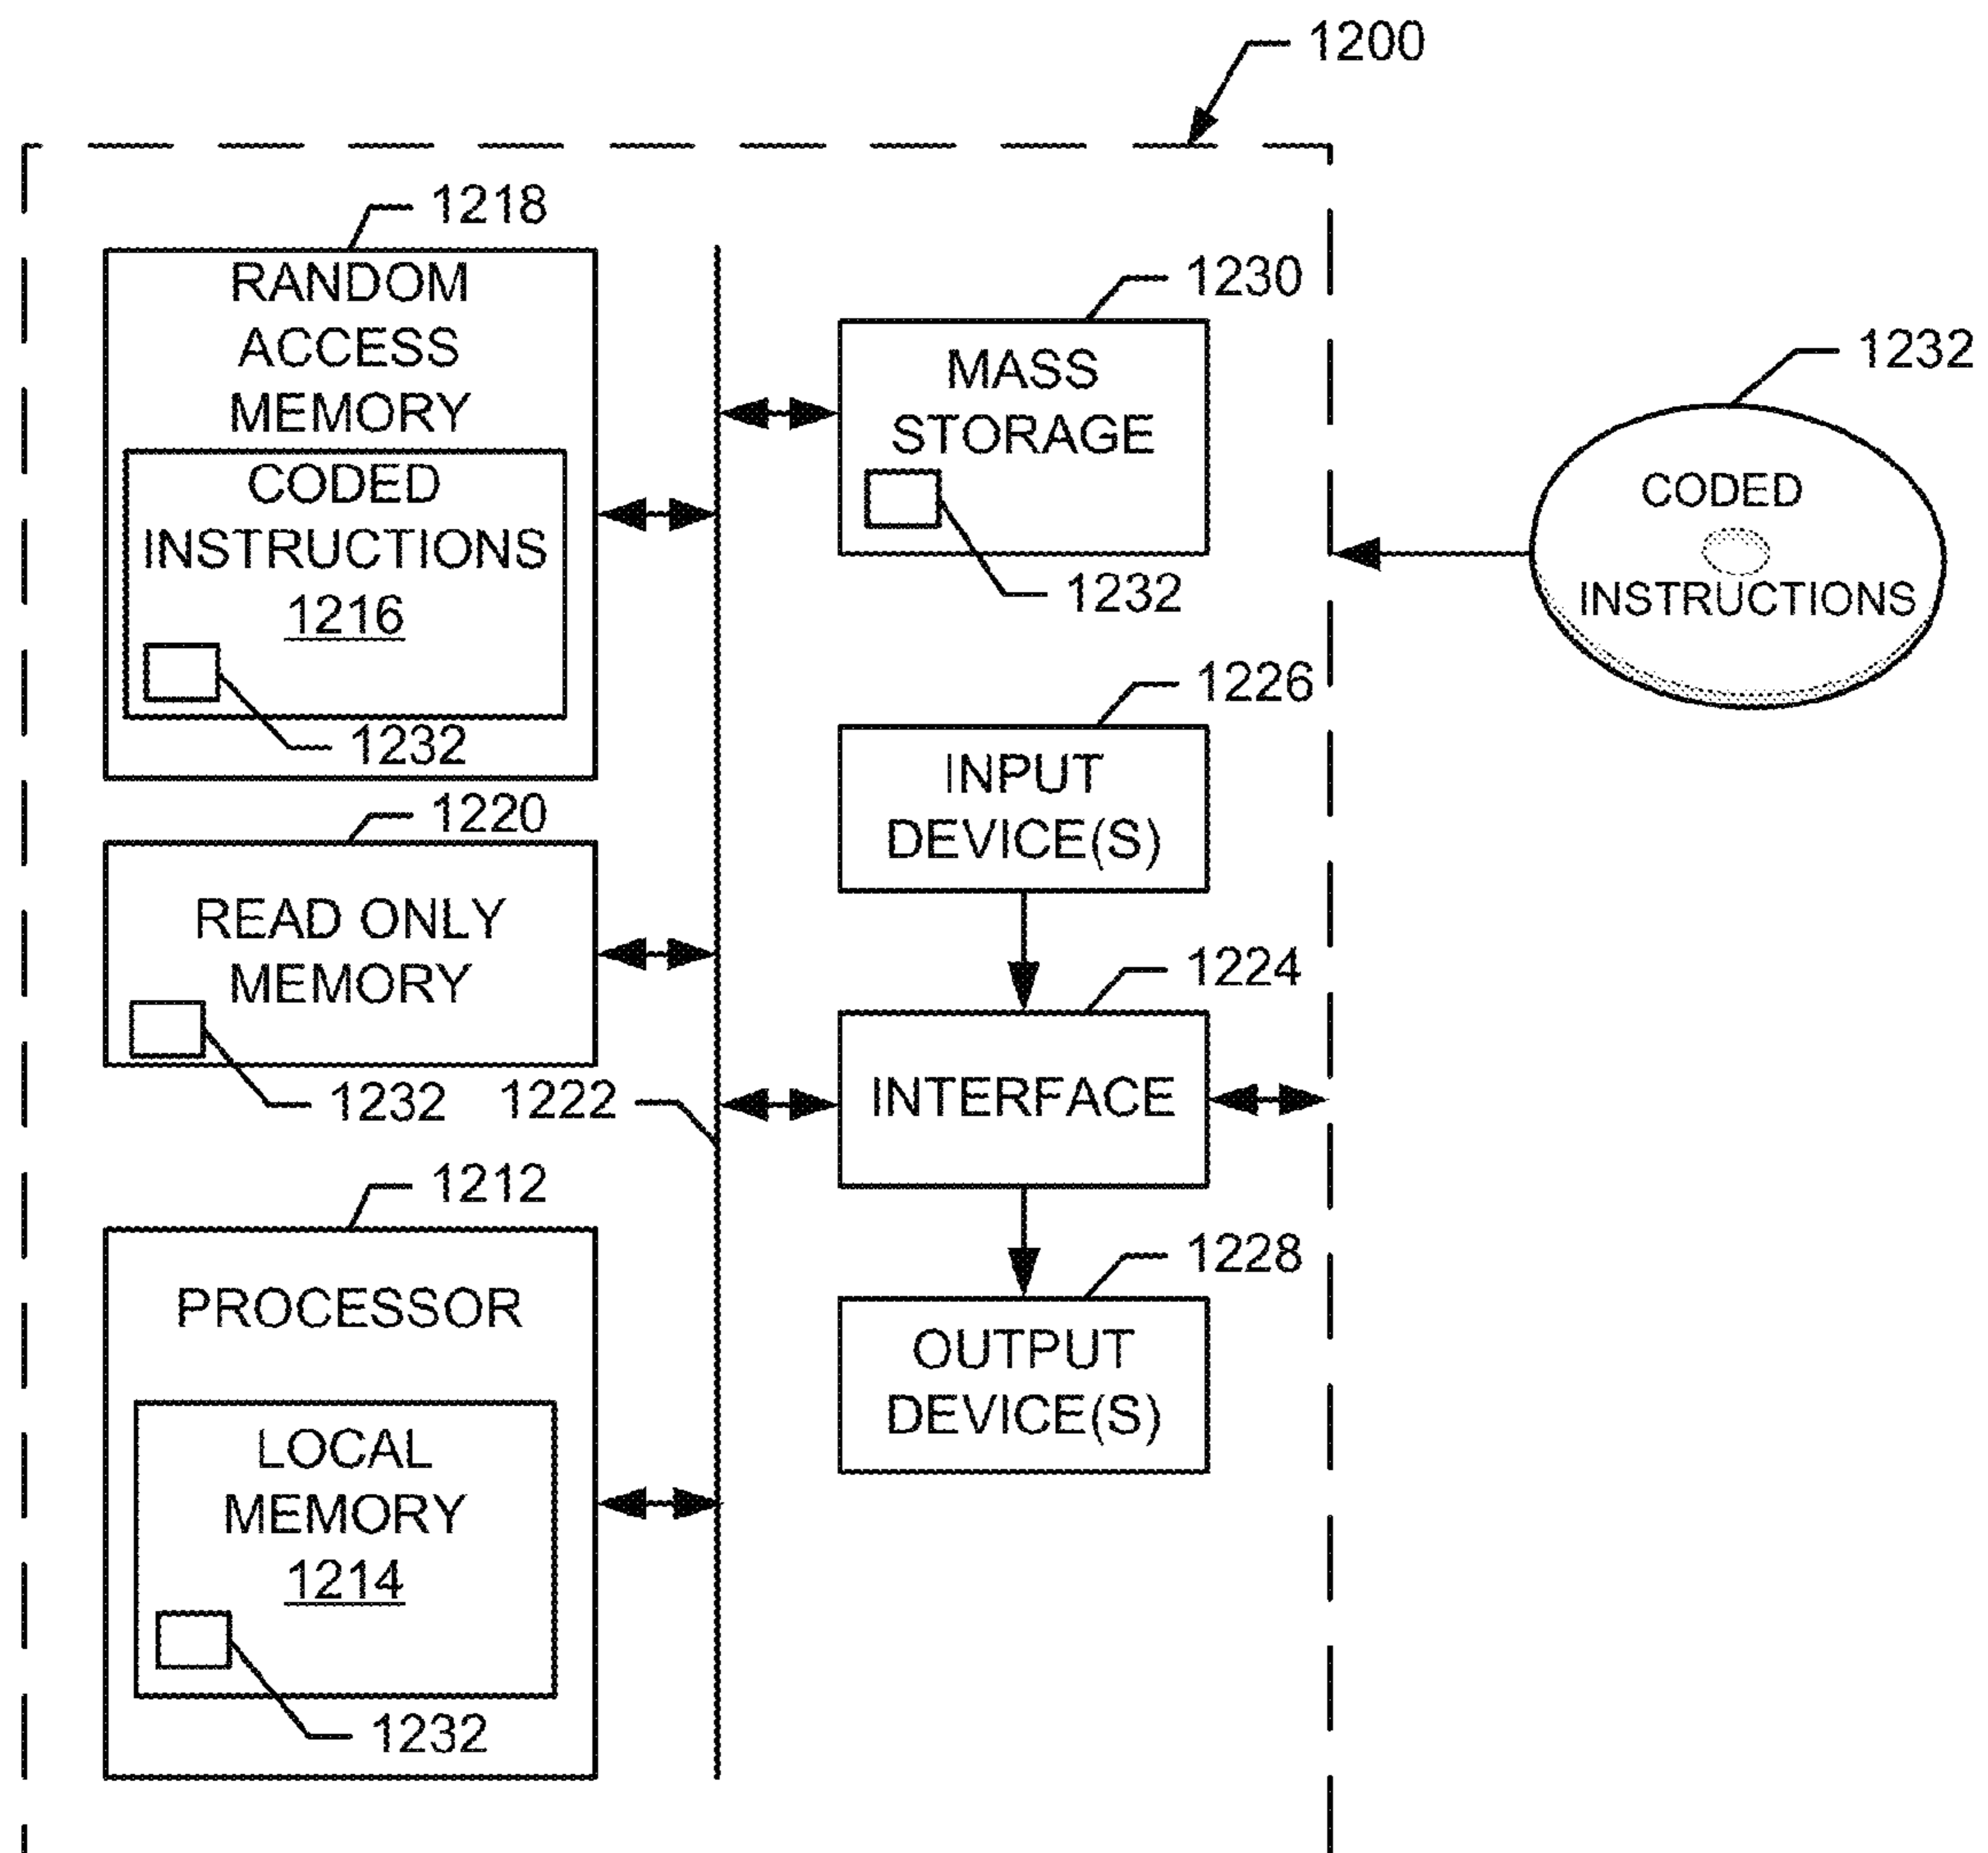 1200
1218
RANDOM
ACCESS
MEMORY
CODED
INSTRUCTIONS
1216
1232
1230
MASS
STORAGE
1232
1232
CODED
INSTRUCTIONS
1226
INPUT
DEVICE(S)
1220
READ ONLY
MEMORY
1232
1222
1224
INTERFACE
1212
PROCESSOR
LOCAL
MEMORY
1214
1232
1228
OUTPUT
DEVICE(S)